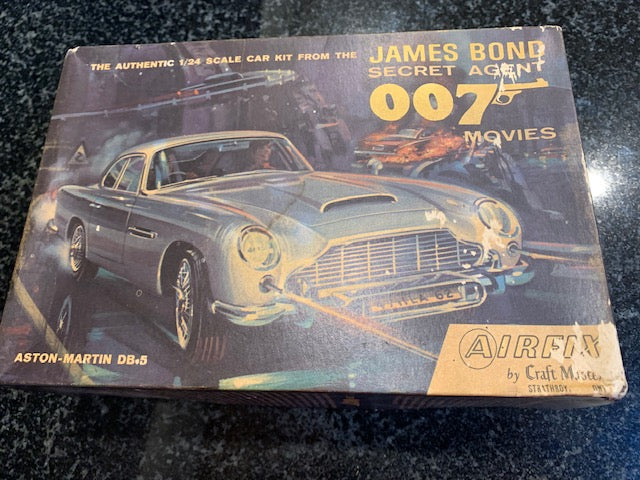 THE AUTHENTIC 1/24 SCALE CAR KIT FROM THE
JAMES BOND
SECRET AGENT
007
MOVIES
ASTON-MARTIN DB.5
AIRFIX
by Craft